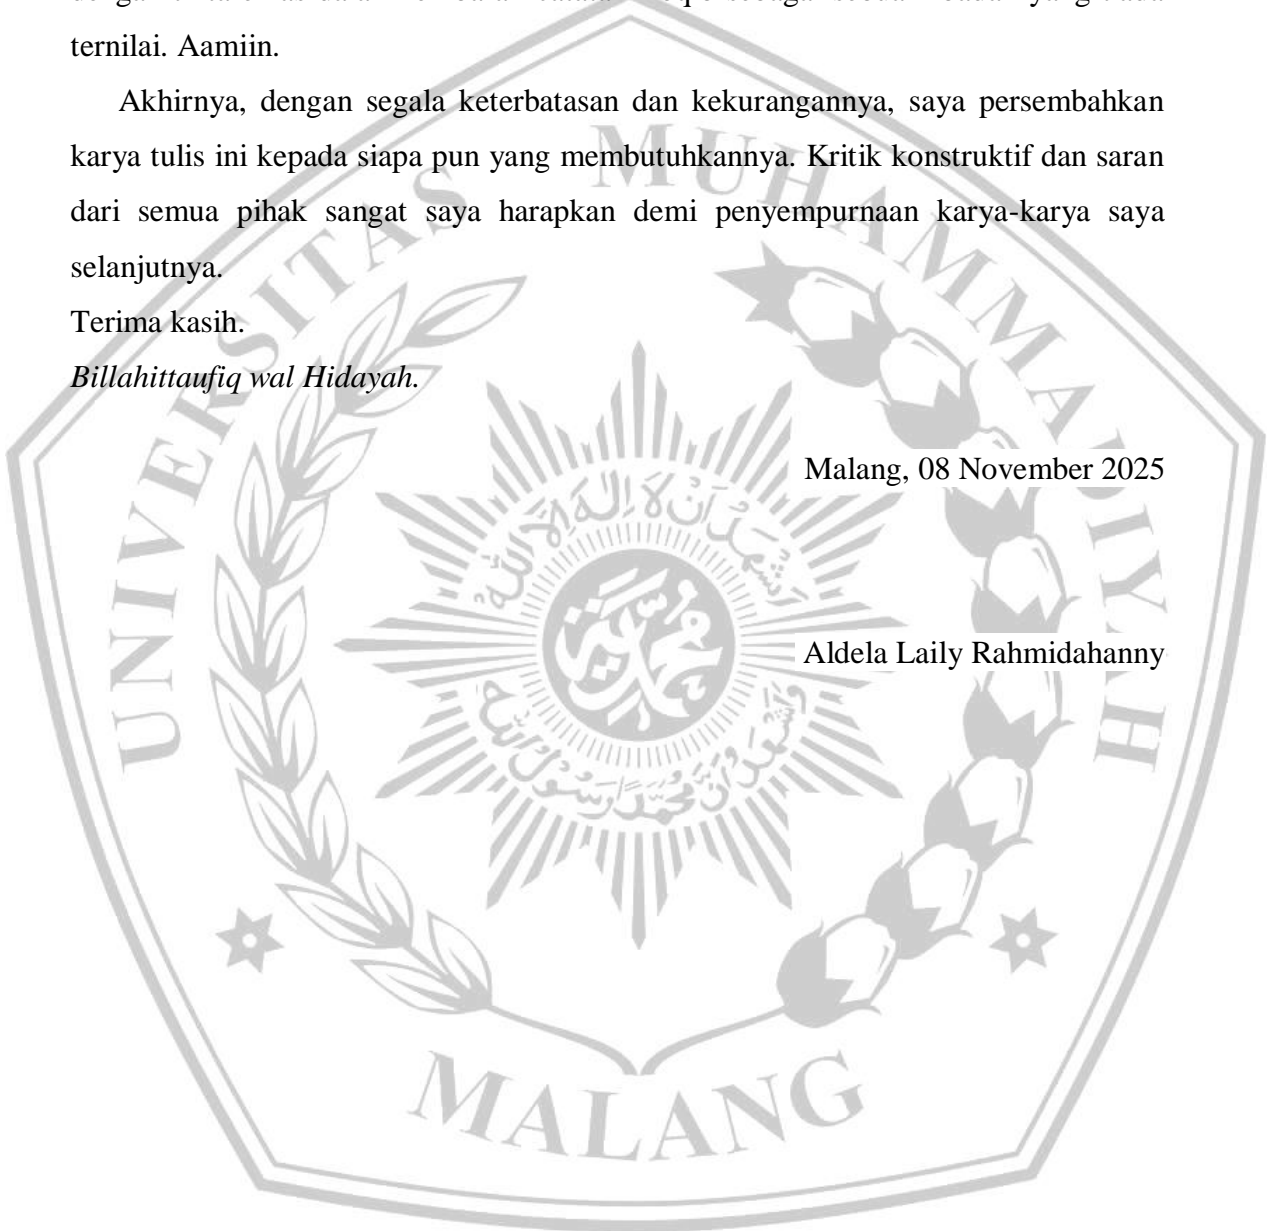 ternilai. Aamiin.
Akhirnya, dengan segala keterbatasan dan kekurangannya, saya persembahkan
karya tulis ini kepada siapa pun yang membutuhkannya. Kritik konstruktif dan saran
dari semua pihak sangat saya harapkan demi penyempurnaan karya-karya saya
selanjutnya.
Terima kasih.
Billahittaufiq wal Hidayah.
Malang, 08 November 2025
Aldela Laily Rahmidahanny
UNIVERSITAS MUHAMMADIYAH
MALANG